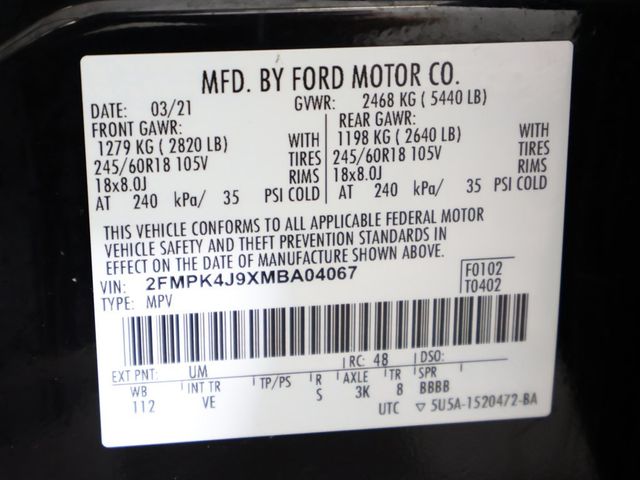 MFD. BY FORD MOTOR CO.
DATE: 03/21 GVWR: 2468 KG ( 5440 LB)
FRONT GAWR: REAR GAWR:
1279 KG ( 2820 LB) WITH 1198 KG ( 2640 LB) WITH
245/60R18 105V TIRES 245/60R18 105V TIRES
18x8.0J RIMS 18x8.0J RIMS
AT 240 kPa/ 35 PSI COLD AT 240 kPa/ 35 PSI COLD
THIS VEHICLE CONFORMS TO ALL APPLICABLE FEDERAL MOTOR
VEHICLE SAFETY AND THEFT PREVENTION STANDARDS IN
EFFECT ON THE DATE OF MANUFACTURE SHOWN ABOVE.
VIN: 2FMPK4J9XMBA04067 F0102
TYPE: MPV T0402
EXT PNT: UM RC: 48 DSO:
WB INT TR TP/PS R AXLE TR SPR
112 VE S 3K 8 BBBB
UTC ▽ 5U5A-1520472-BA